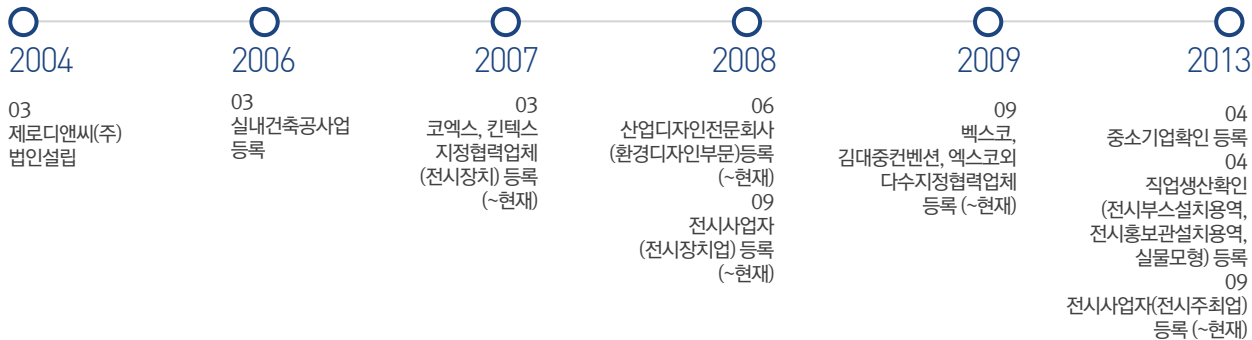 2004
03
제로디앤씨(주)
법인설립
2006
03
실내건축공사업
등록
2007
03
코엑스, 킨텍스
지정협력업체
(전시장치) 등록
(~현재)
2008
06
산업디자인전문회사
(환경디자인부문)등록
(~현재)
09
전시사업자
(전시장치업) 등록
(~현재)
2009
09
벡스코,
김대중컨벤션, 엑스코외
다수지정협력업체
등록 (~현재)
2013
04
중소기업확인 등록
04
직업생산확인
(전시부스설치용역,
전시홍보관설치용역,
실물모형) 등록
09
전시사업자(전시주최업)
등록 (~현재)